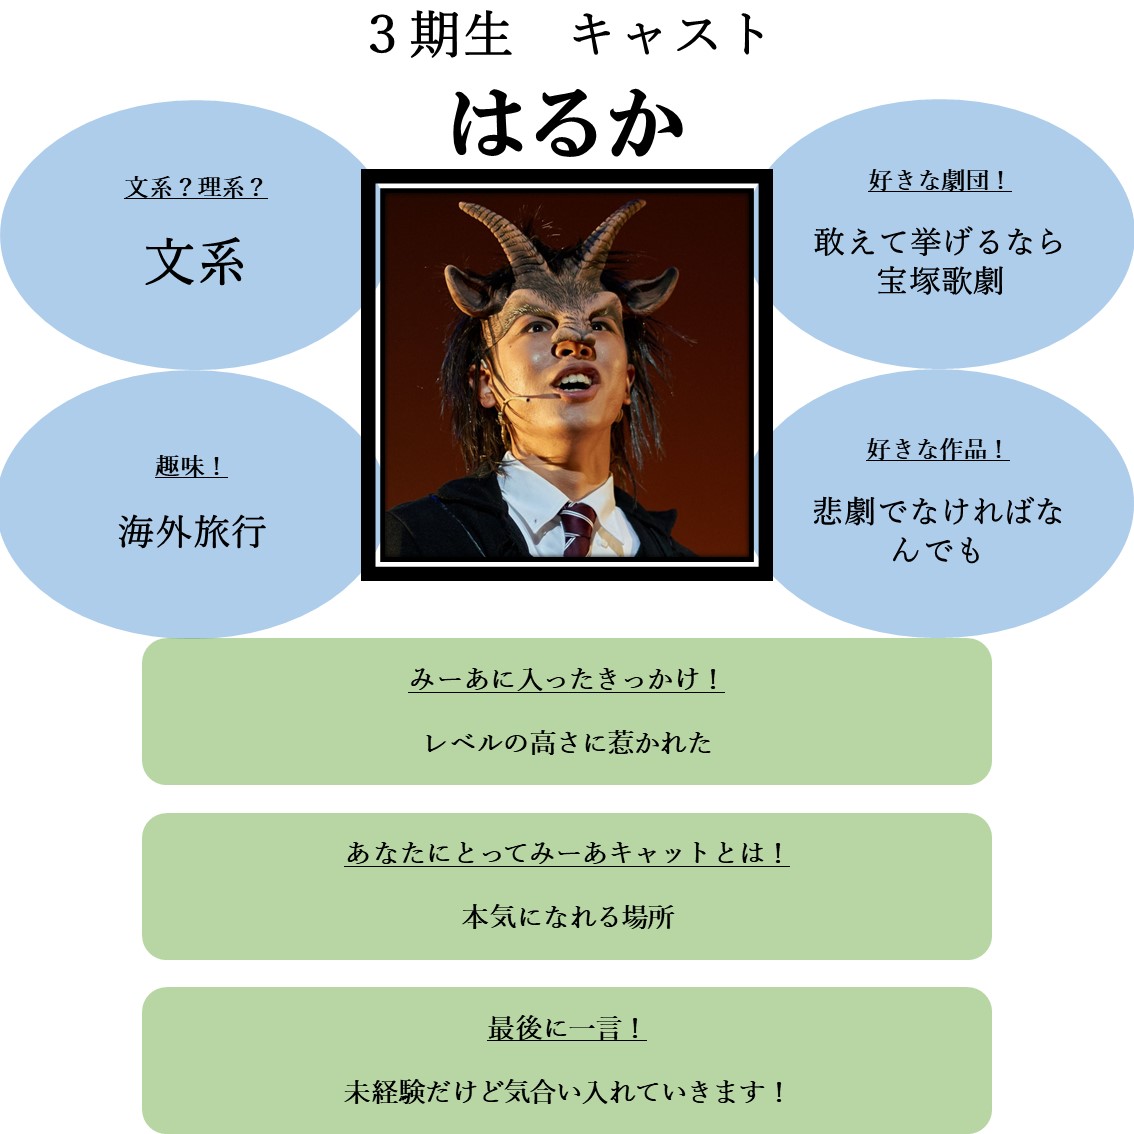 ３期生　キャスト
はるか
文系？理系？
文系
好きな劇団！
敢えて挙げるなら
宝塚歌劇
趣味！
海外旅行
好きな作品！
悲劇でなければな
んでも
みーあに入ったきっかけ！
レベルの高さに惹かれた
あなたにとってみーあキャットとは！
本気になれる場所
最後に一言！
未経験だけど気合い入れていきます！